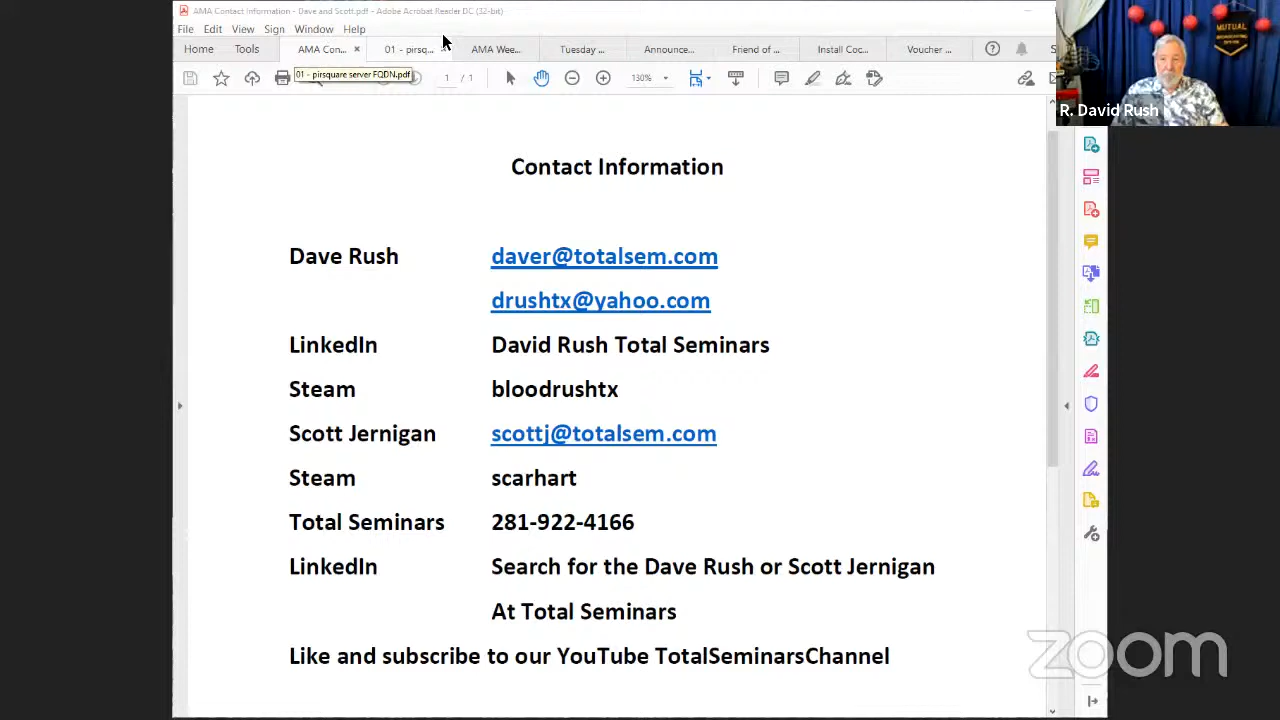 AMA Contact Information - Dave and Scott.pdf - Adobe Acrobat Reader DC (32-bit)
File Edit View Sign Window Help
Home Tools AMA Con... × 01 - pirsq... AMA Wee... Tuesday ... Announce... Friend of ... Install Coc... Voucher ...
01 - pirsquare server FQDN.pdf
1 / 1 130%
MUTUAL
R. David Rush
Contact Information
Dave Rush daver@totalsem.com
drushtx@yahoo.com
LinkedIn David Rush Total Seminars
Steam bloodrushtx
Scott Jernigan scottj@totalsem.com
Steam scarhart
Total Seminars 281-922-4166
LinkedIn Search for the Dave Rush or Scott Jernigan
At Total Seminars
Like and subscribe to our YouTube TotalSeminarsChannel
zoom